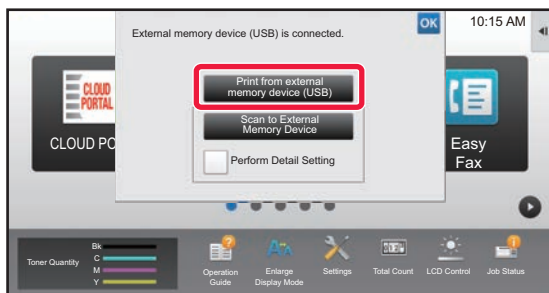 External memory device (USB) is connected.
OK
10:15 AM
Print from external
memory device (USB)
Scan to External
Memory Device
Perform Detail Setting
CLOUD
PORTAL
CLOUD PO
Easy
Fax
Toner Quantity
Bk
C
M
Y
Operation
Guide
Enlarge
Display Mode
Settings
Total Count
LCD Control
Job Status